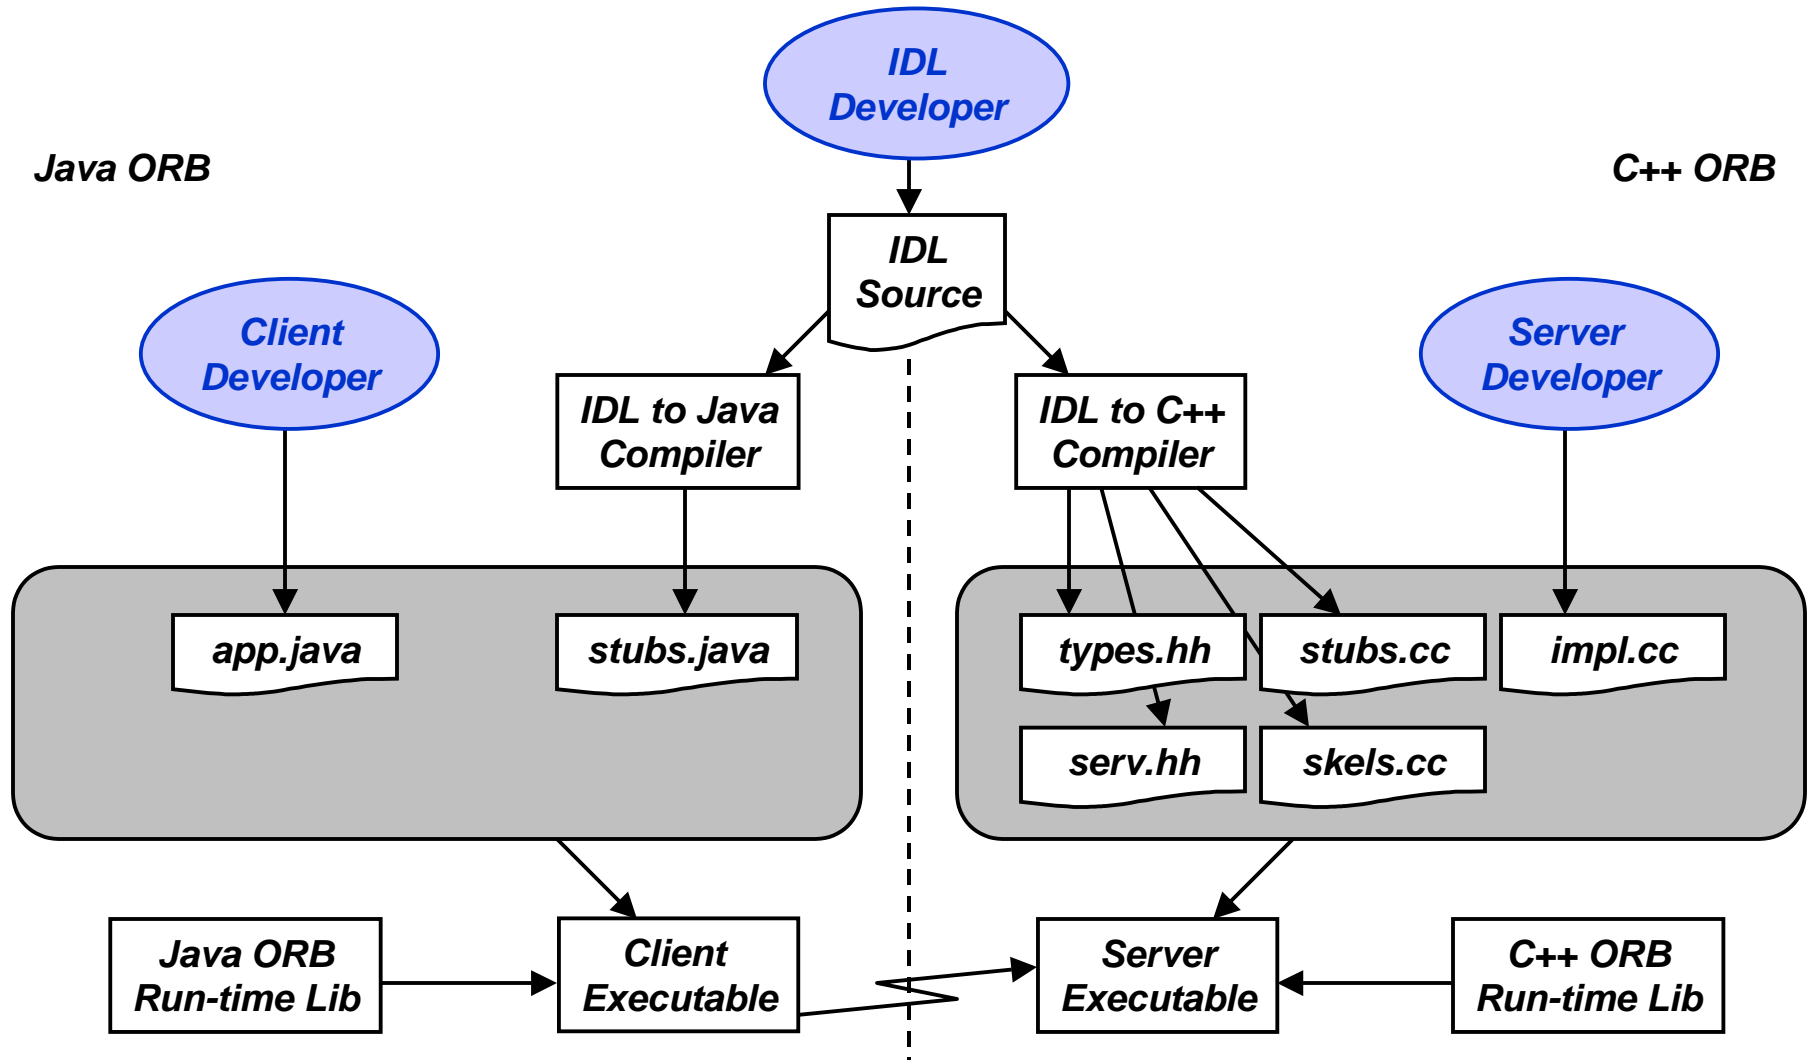 IDL
Developer
Java ORB
C++ ORB
IDL
Source
Client
Developer
Server
Developer
IDL to Java
Compiler
IDL to C++
Compiler
app.java
stubs.java
types.hh
stubs.cc
impl.cc
serv.hh
skels.cc
Java ORB
Run-time Lib
Client
Executable
Server
Executable
C++ ORB
Run-time Lib